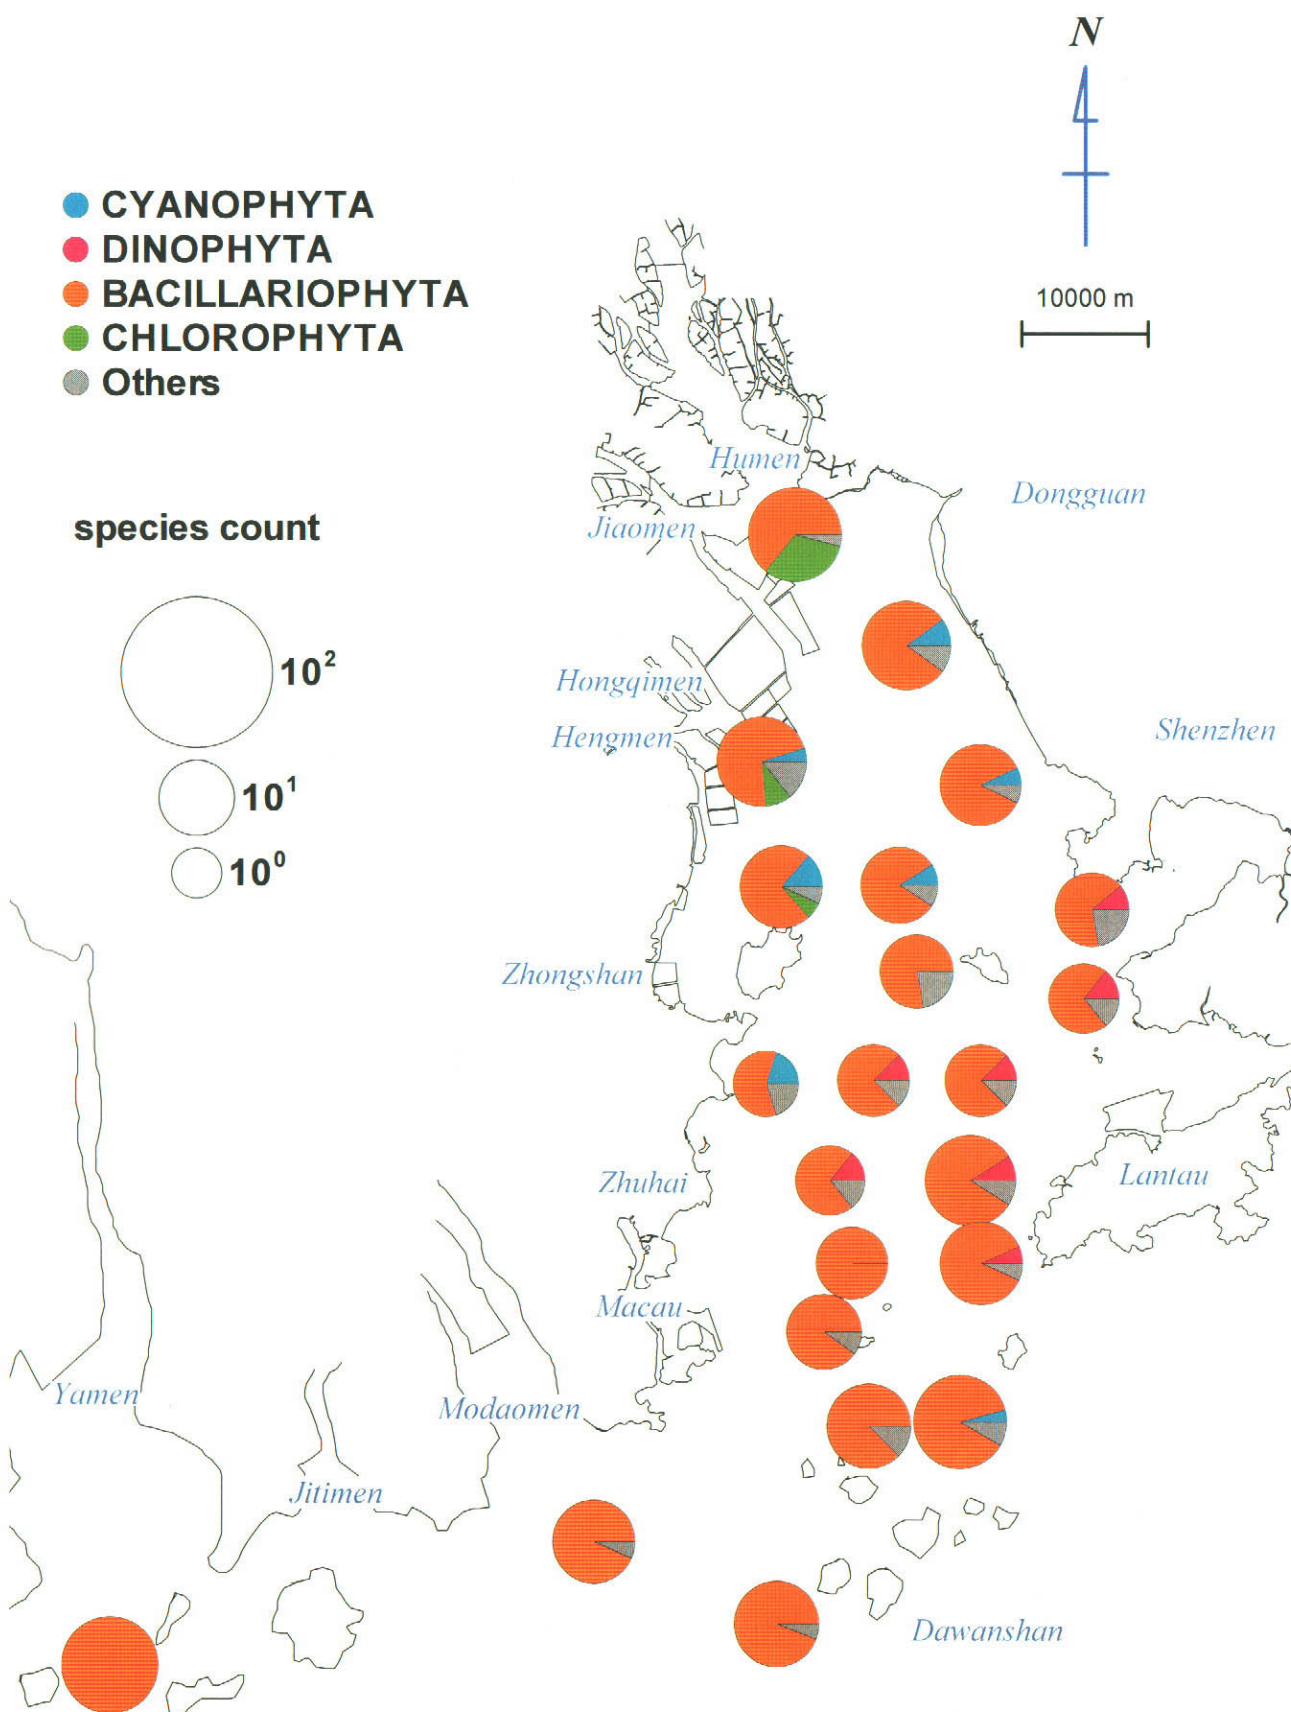 N
CYANOPHYTA
DINOPHYTA
BACILLARIOPHYTA
CHLOROPHYTA
Others
10000 m
Humen
Dongguan
Jiaomen
species count
10²
10¹
10⁰
Hongqimen
Hengmen
Shenzhen
Zhongshan
Zhuhai
Lantau
Macau
Yamen
Modaomen
Jitimen
Dawanshan